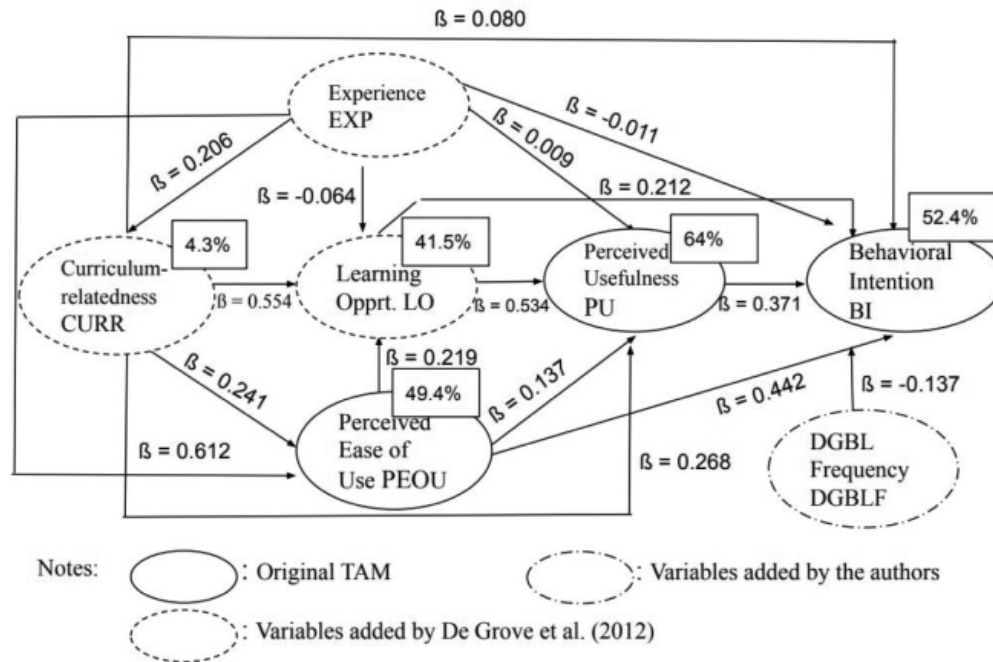 ß = 0.080
Experience
EXP
ß = -0.011
ß = 0.206
ß = 0.009
ß = -0.064
ß = 0.212
4.3%
41.5%
64%
52.4%
Curriculum-
relatedness
CURR
Learning
Opprt. LO
Perceived
Usefulness
PU
Behavioral
Intention
BI
ß = 0.554
ß = 0.534
ß = 0.371
ß = 0.219
ß = 0.241
ß = 0.137
ß = 0.442
ß = -0.137
49.4%
Perceived
Ease of
Use PEOU
ß = 0.612
ß = 0.268
DGBL
Frequency
DGBLF
Notes:
: Original TAM
: Variables added by the authors
: Variables added by De Grove et al. (2012)